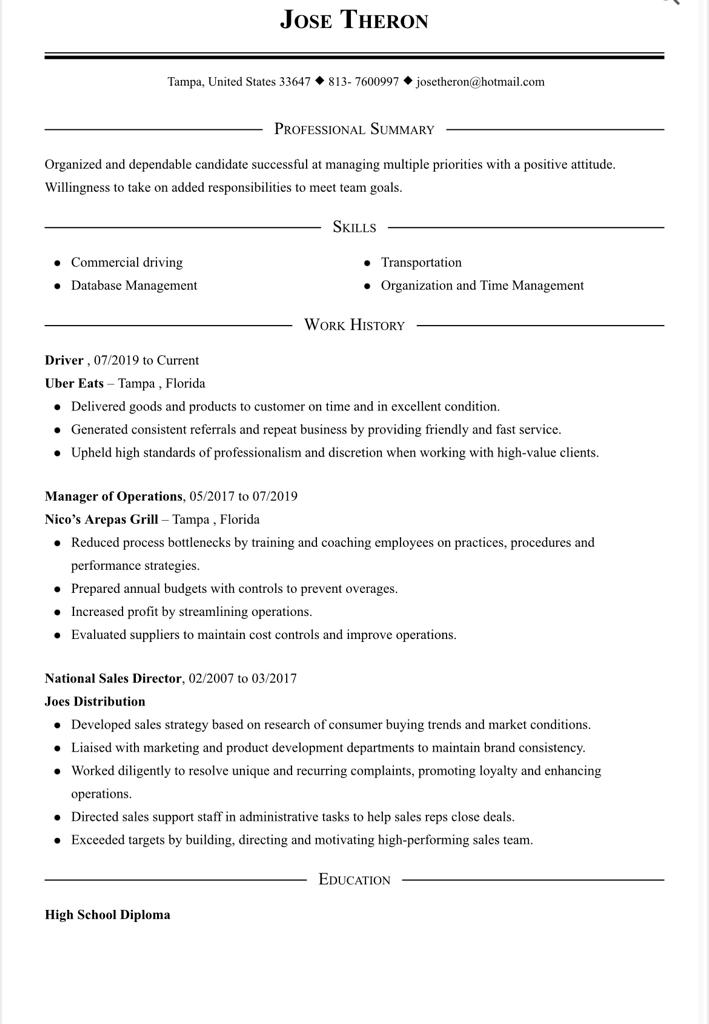 Jose Theron
Tampa, United States 33647 ◆ 813- 7600997 ◆ josetheron@hotmail.com
Professional Summary
Organized and dependable candidate successful at managing multiple priorities with a positive attitude.
Willingness to take on added responsibilities to meet team goals.
Skills
● Commercial driving
● Database Management
● Transportation
● Organization and Time Management
Work History
Driver , 07/2019 to Current
Uber Eats – Tampa , Florida
● Delivered goods and products to customer on time and in excellent condition.
● Generated consistent referrals and repeat business by providing friendly and fast service.
● Upheld high standards of professionalism and discretion when working with high-value clients.
Manager of Operations, 05/2017 to 07/2019
Nico’s Arepas Grill – Tampa , Florida
● Reduced process bottlenecks by training and coaching employees on practices, procedures and
performance strategies.
● Prepared annual budgets with controls to prevent overages.
● Increased profit by streamlining operations.
● Evaluated suppliers to maintain cost controls and improve operations.
National Sales Director, 02/2007 to 03/2017
Joes Distribution
● Developed sales strategy based on research of consumer buying trends and market conditions.
● Liaised with marketing and product development departments to maintain brand consistency.
● Worked diligently to resolve unique and recurring complaints, promoting loyalty and enhancing
operations.
● Directed sales support staff in administrative tasks to help sales reps close deals.
● Exceeded targets by building, directing and motivating high-performing sales team.
Education
High School Diploma